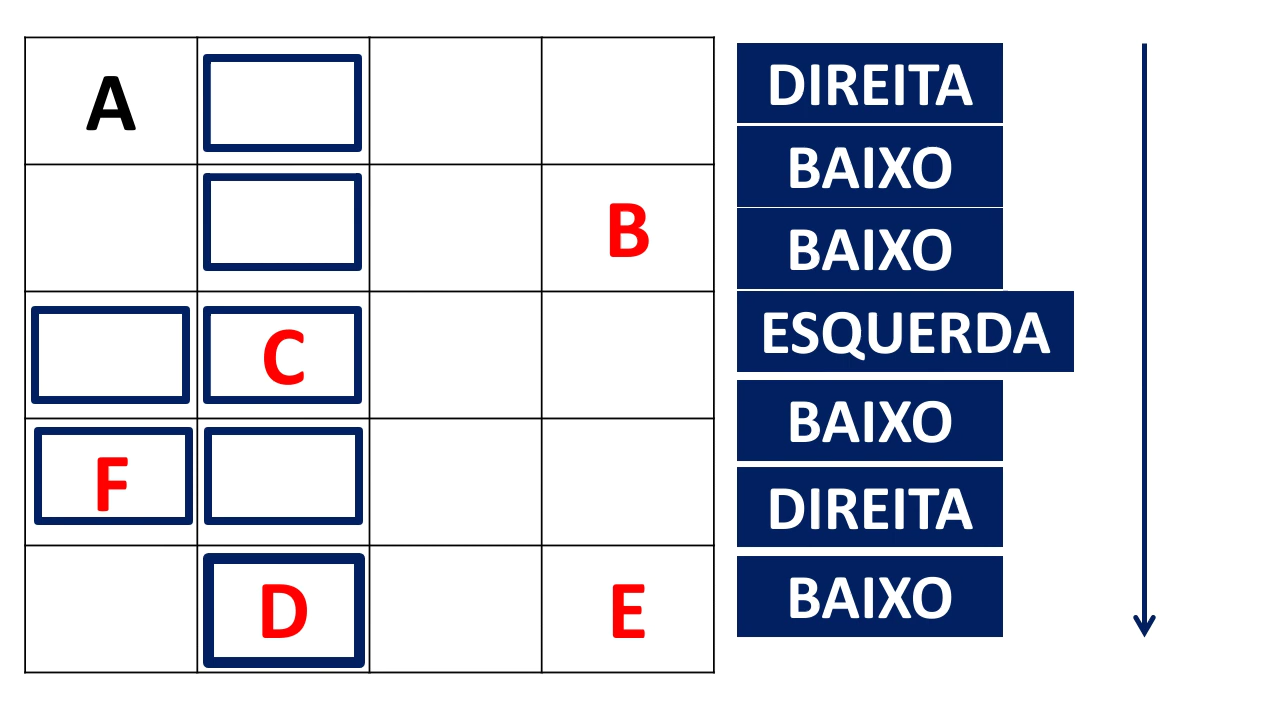 A
B
C
F
D E
DIREITA
BAIXO
BAIXO
ESQUERDA
BAIXO
DIREITA
BAIXO